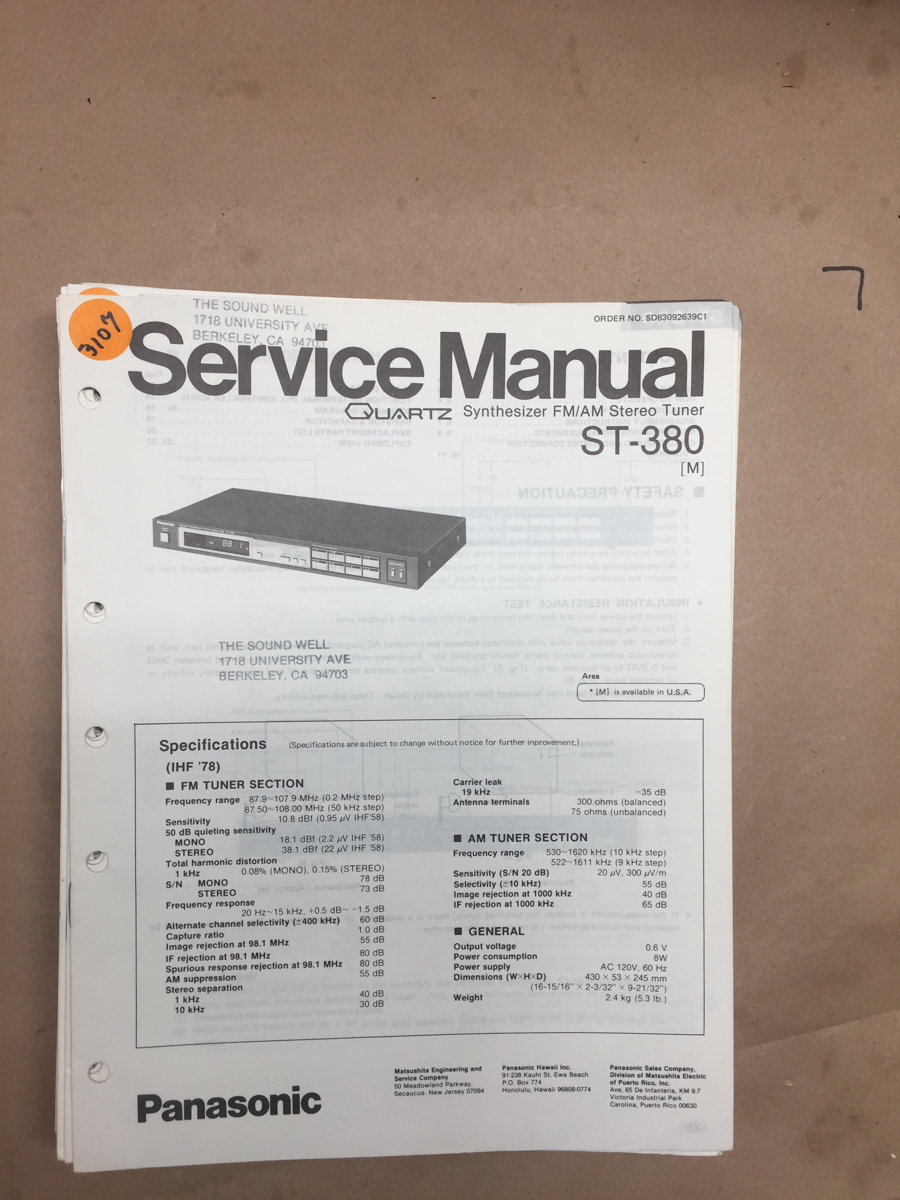 3107
THE SOUND WELL
1718 UNIVERSITY AVE
BERKELEY, CA 94703
ORDER NO. SD83092639C1
Service Manual
QUARTZ Synthesizer FM/AM Stereo Tuner
ST-380
[M]
Panasonic
THE SOUND WELL
1718 UNIVERSITY AVE
BERKELEY, CA 94703
Area
* [M] is available in U.S.A.
Specifications (Specifications are subject to change without notice for further inprovement.)
(IHF '78)
■ FM TUNER SECTION
Frequency range 87.9~107.9 MHz (0.2 MHz step)
87.50~108.00 MHz (50 kHz step)
Sensitivity 10.8 dBf (0.95 µV IHF'58)
50 dB quieting sensitivity
MONO 18.1 dBf (2.2 µV IHF '58)
STEREO 38.1 dBf (22 µV IHF '58)
Total harmonic distortion
1 kHz 0.08% (MONO), 0.15% (STEREO)
S/N MONO 78 dB
STEREO 73 dB
Frequency response
20 Hz~15 kHz, +0.5 dB~ -1.5 dB
Alternate channel selectivity (±400 kHz) 60 dB
Capture ratio 1.0 dB
Image rejection at 98.1 MHz 55 dB
IF rejection at 98.1 MHz 80 dB
Spurious response rejection at 98.1 MHz 80 dB
AM suppression 55 dB
Stereo separation
1 kHz 40 dB
10 kHz 30 dB
Carrier leak
19 kHz -35 dB
Antenna terminals 300 ohms (balanced)
75 ohms (unbalanced)
■ AM TUNER SECTION
Frequency range 530~1620 kHz (10 kHz step)
522~1611 kHz (9 kHz step)
Sensitivity (S/N 20 dB) 20 µV, 300 µV/m
Selectivity (±10 kHz) 55 dB
Image rejection at 1000 kHz 40 dB
IF rejection at 1000 kHz 65 dB
■ GENERAL
Output voltage 0.6 V
Power consumption 8W
Power supply AC 120V, 60 Hz
Dimensions (W×H×D) 430 × 53 × 245 mm
(16-15/16" × 2-3/32" × 9-21/32")
Weight 2.4 kg (5.3 lb.)
Panasonic
Matsushita Engineering and
Service Company
50 Meadowland Parkway,
Secaucus. New Jersey 07094
Panasonic Hawaii Inc.
91-238 Kauhi St. Ewa Beach
P.O. Box 774
Honolulu, Hawaii 96808-0774
Panasonic Sales Company,
Division of Matsushita Electric
of Puerto Rico, Inc.
Ave, 65 De Infanteria, KM 9.7
Victoria Industrial Park
Carolina, Puerto Rico 00630